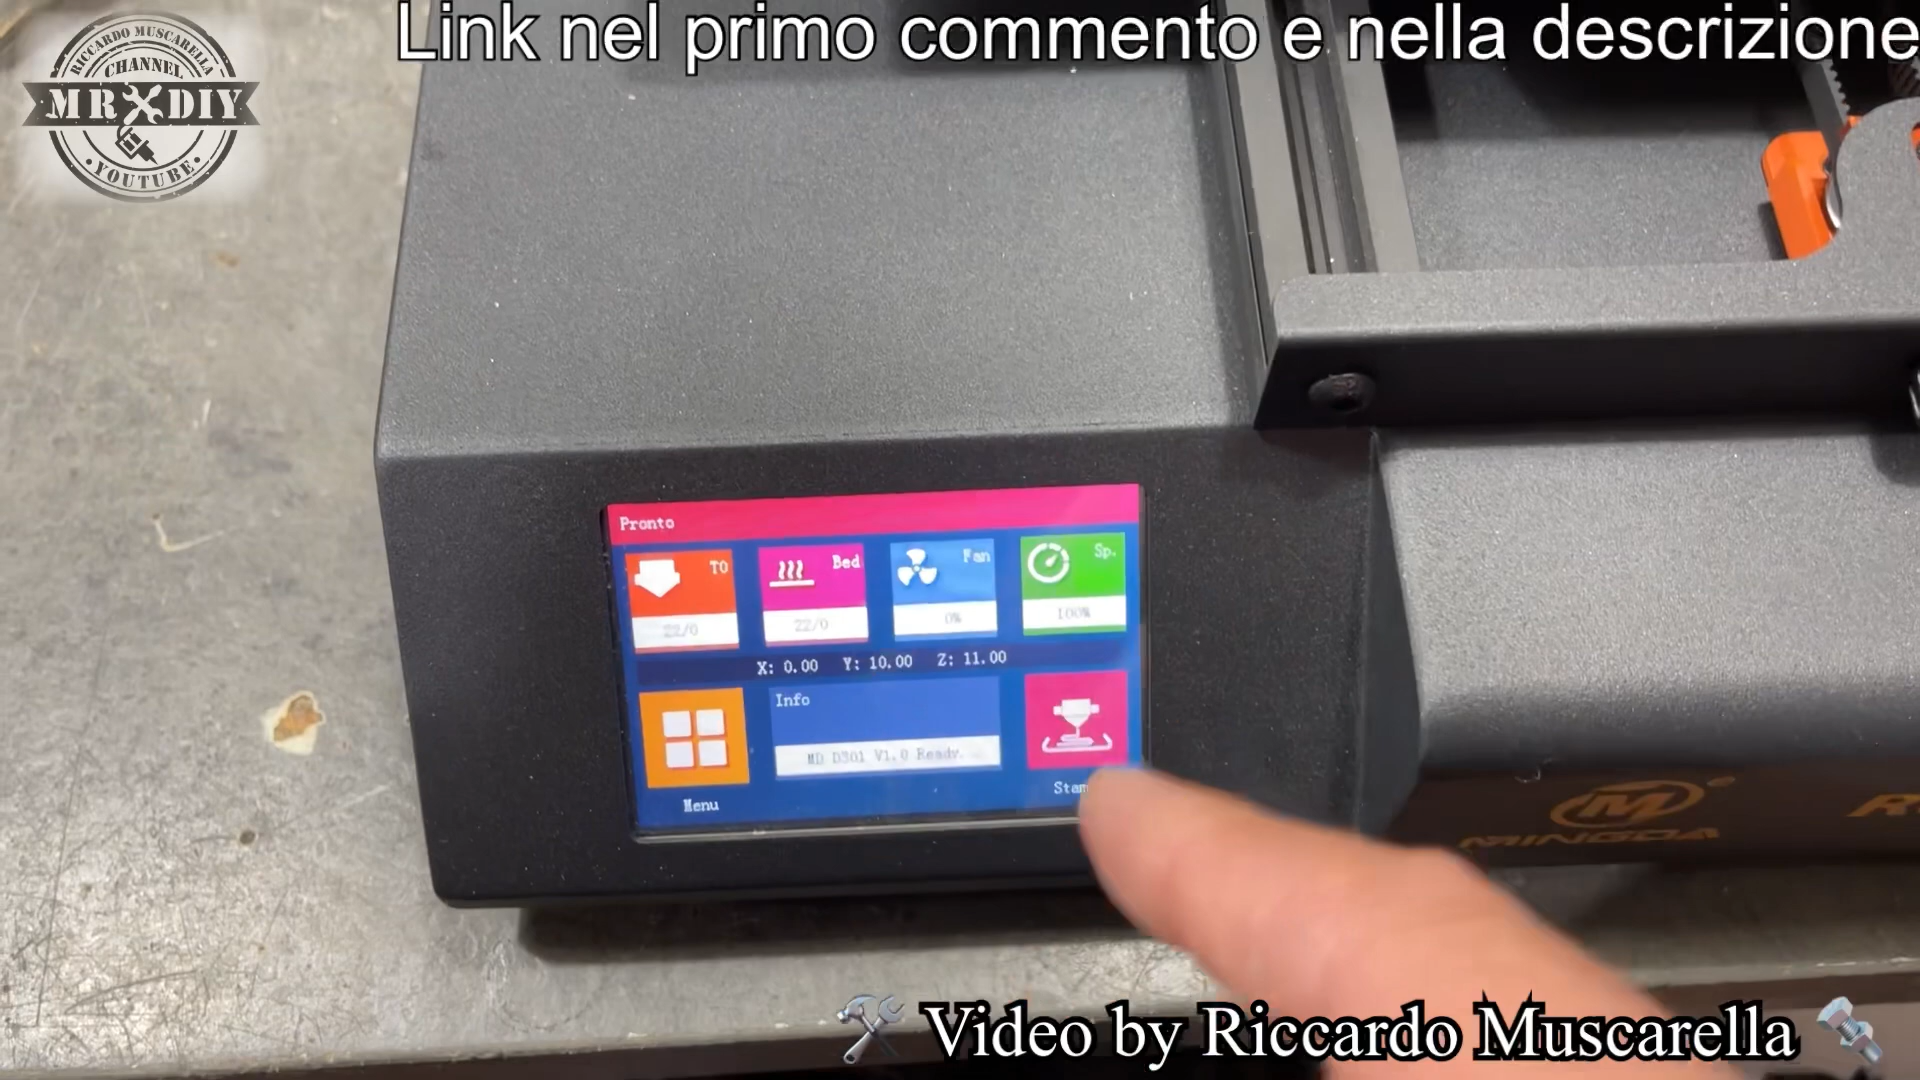 Link nel primo commento e nella descrizione
RICCARDO MUSCARELLA
CHANNEL
MR DIY
YOUTUBE
Pronto
T0
Bed
Fan
Sp.
22/0
22/0
0%
100%
X: 0.00 Y: 10.00 Z: 11.00
Info
MD D301 V1.0 Ready.
Menu
MINGDA
Video by Riccardo Muscarella